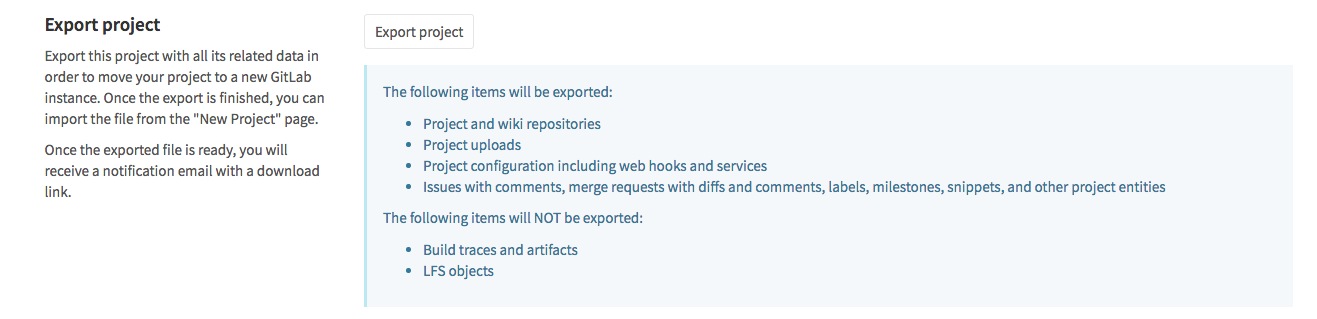 Export project
Export this project with all its related data in
order to move your project to a new GitLab
instance. Once the export is finished, you can
import the file from the "New Project" page.
Once the exported file is ready, you will
receive a notification email with a download
link.
Export project
The following items will be exported:
• Project and wiki repositories
• Project uploads
• Project configuration including web hooks and services
• Issues with comments, merge requests with diffs and comments, labels, milestones, snippets, and other project entities
The following items will NOT be exported:
• Build traces and artifacts
• LFS objects